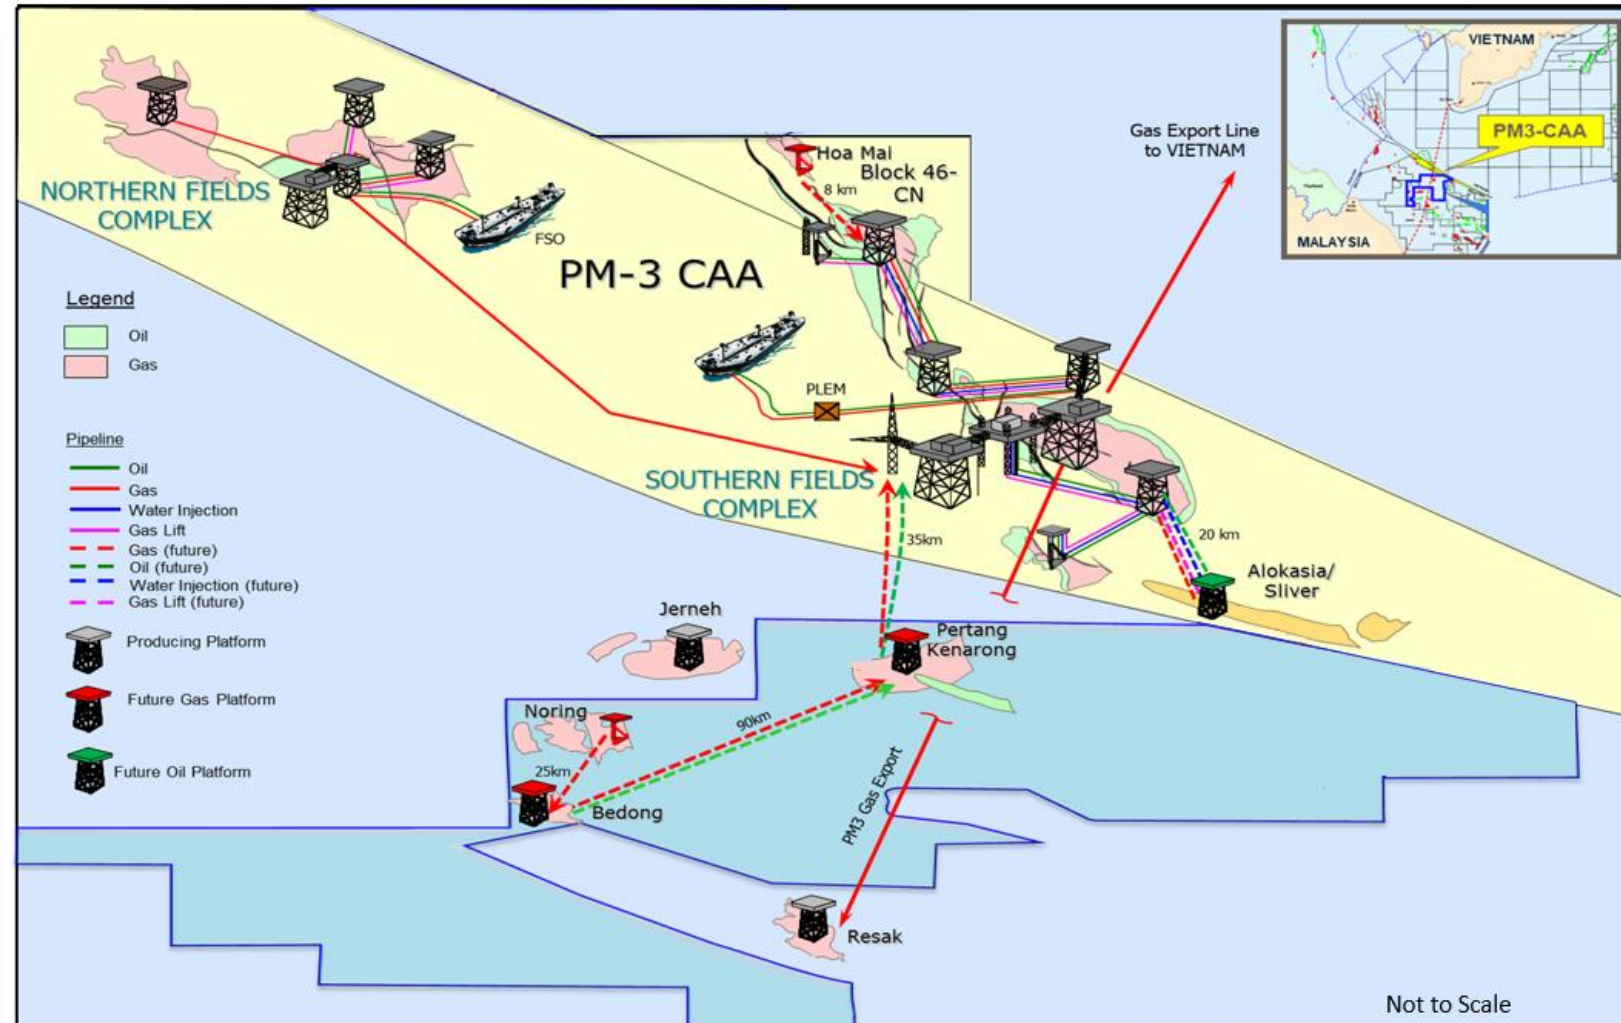 VIETNAM
PM3-CAA
MALAYSIA
Gas Export Line
to VIETNAM
Hoa Mai
Block 46-
CN
8 km
NORTHERN FIELDS
COMPLEX
FSO
PM-3 CAA
Legend
Oil
Gas
PLEM
Pipeline
Oil
Gas
Water Injection
Gas Lift
Gas (future)
Oil (future)
Water Injection (future)
Gas Lift (future)
SOUTHERN FIELDS
COMPLEX
35km
20 km
Alokasia/
Sliver
Jerneh
Pertang
Kenarong
Producing Platform
Future Gas Platform
Future Oil Platform
Noring
90km
25km
Bedong
PM3 Gas Export
Resak
Not to Scale